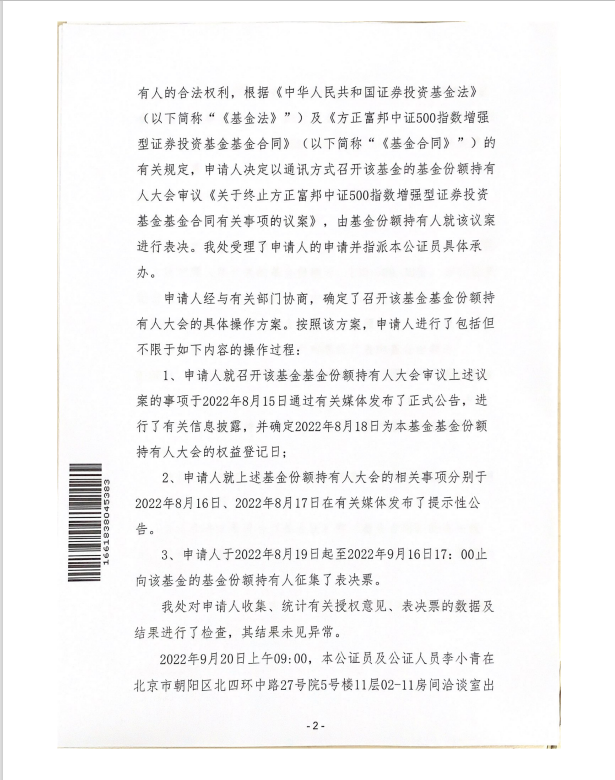 有人的合法权利，根据《中华人民共和国证券投资基金法》
（以下简称“《基金法》”）及《方正富邦中证500指数增强
型证券投资基金基金合同》（以下简称“《基金合同》”）的
有关规定，申请人决定以通讯方式召开该基金的基金份额持有
人大会审议《关于终止方正富邦中证500指数增强型证券投资
基金基金合同有关事项的议案》，由基金份额持有人就该议案
进行表决。我处受理了申请人的申请并指派本公证员具体承
办。
申请人经与有关部门协商，确定了召开该基金基金份额持
有人大会的具体操作方案。按照该方案，申请人进行了包括但
不限于如下内容的操作过程：
1、申请人就召开该基金基金份额持有人大会审议上述议
案的事项于2022年8月15日通过有关媒体发布了正式公告，进
行了有关信息披露，并确定2022年8月18日为本基金基金份额
持有人大会的权益登记日；
2、申请人就上述基金份额持有人大会的相关事项分别于
2022年8月16日、2022年8月17日在有关媒体发布了提示性公
告。
3、申请人于2022年8月19日起至2022年9月16日17：00止
向该基金的基金份额持有人征集了表决票。
我处对申请人收集、统计有关授权意见、表决票的数据及
结果进行了检查，其结果未见异常。
2022年9月20日上午09:00，本公证员及公证人员李小青在
北京市朝阳区北四环中路27号院5号楼11层02-11房间洽谈室出
-2-
1661838045383